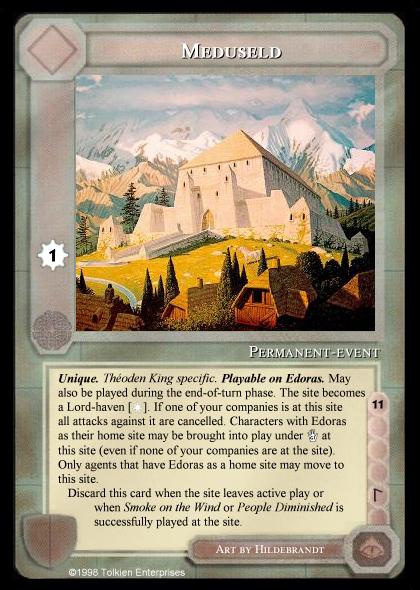 Meduseld
1
Permanent-event
Unique. Théoden King specific. Playable on Edoras. May
also be played during the end-of-turn phase. The site becomes
a Lord-haven [ ]. If one of your companies is at this site
all attacks against it are cancelled. Characters with Edoras
as their home site may be brought into play under at
this site (even if none of your companies are at the site).
Only agents that have Edoras as a home site may move to
this site.
Discard this card when the site leaves active play or
when Smoke on the Wind or People Diminished is
successfully played at the site.
11
Art by Hildebrandt
©1998 Tolkien Enterprises